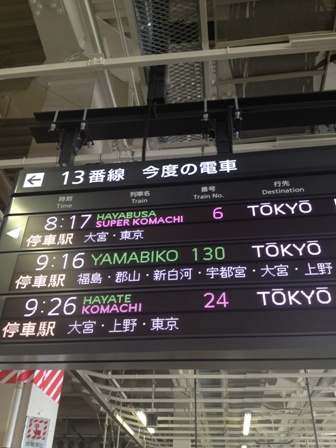 ← 13番線 今度の電車
時刻 列車名 番号 行先
Time Train Train No. Destination
8:17 HAYABUSA 6 TŌKYŌ
SUPER KOMACHI
停車駅 大宮・東京
9:16 YAMABIKO 130 TŌKYŌ
停車駅 福島・郡山・新白河・宇都宮・大宮・上野
9:26 HAYATE 24 TŌKYŌ
KOMACHI
停車駅 大宮・上野・東京